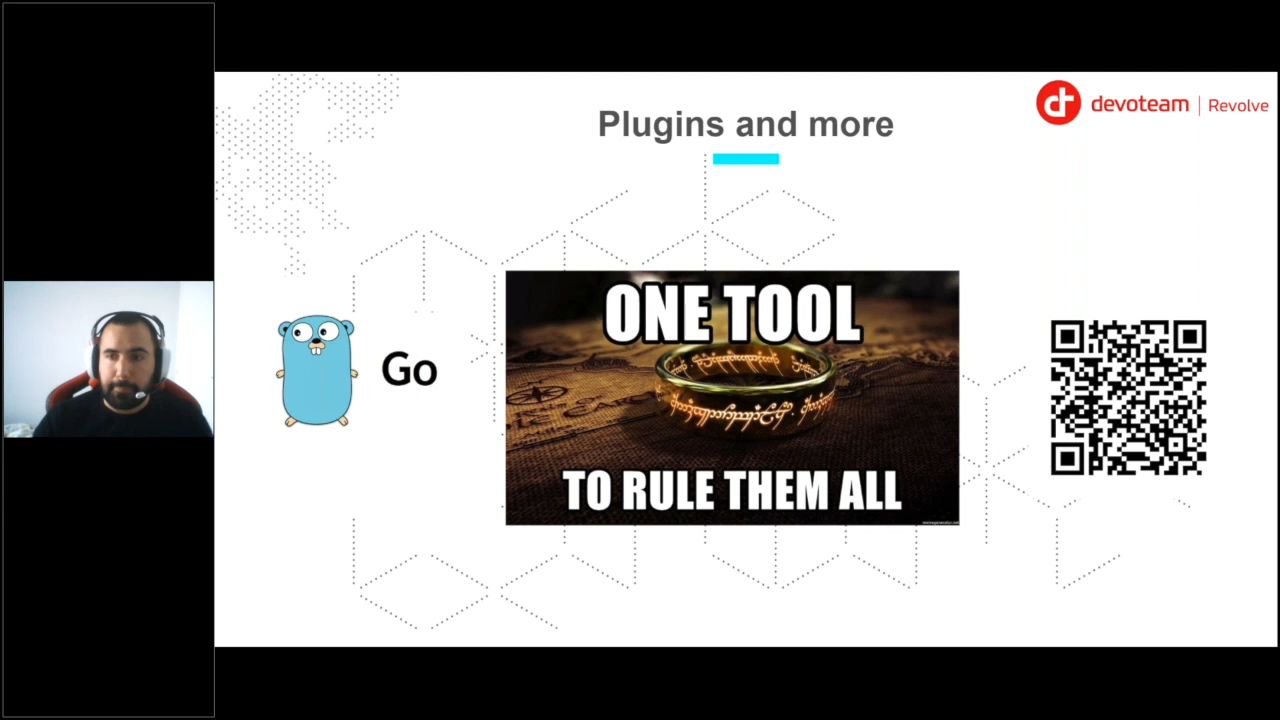 Plugins and more
devoteam | Revolve
Go
ONE TOOL
TO RULE THEM ALL